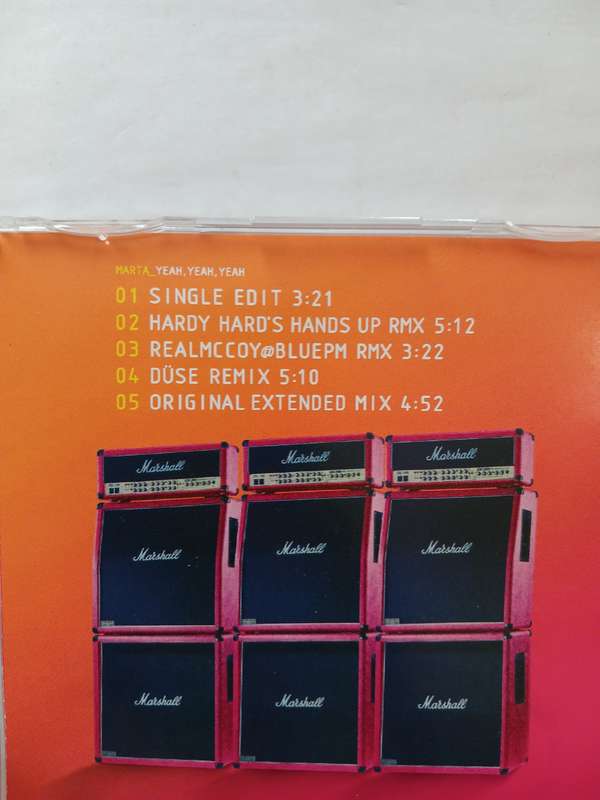 MARTA_YEAH,YEAH,YEAH
01 SINGLE EDIT 3:21
02 HARDY HARD'S HANDS UP RMX 5:12
03 REALMCCOY@BLUEPM RMX 3:22
04 DÜSE REMIX 5:10
05 ORIGINAL EXTENDED MIX 4:52
Marshall Marshall Marshall
Marshall Marshall Marshall
Marshall Marshall Marshall